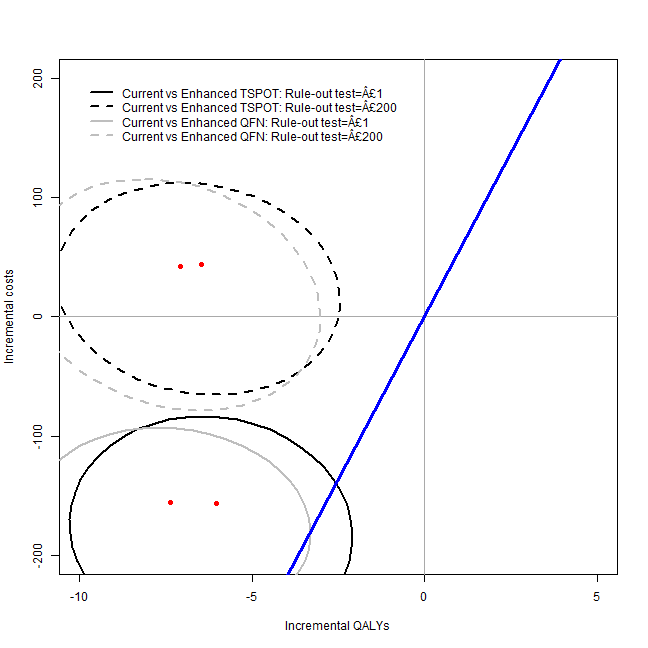 Current vs Enhanced TSPOT: Rule-out test=Â£1
Current vs Enhanced TSPOT: Rule-out test=Â£200
Current vs Enhanced QFN: Rule-out test=Â£1
Current vs Enhanced QFN: Rule-out test=Â£200
200
100
0
-100
-200
Incremental costs
-10
-5
0
5
Incremental QALYs